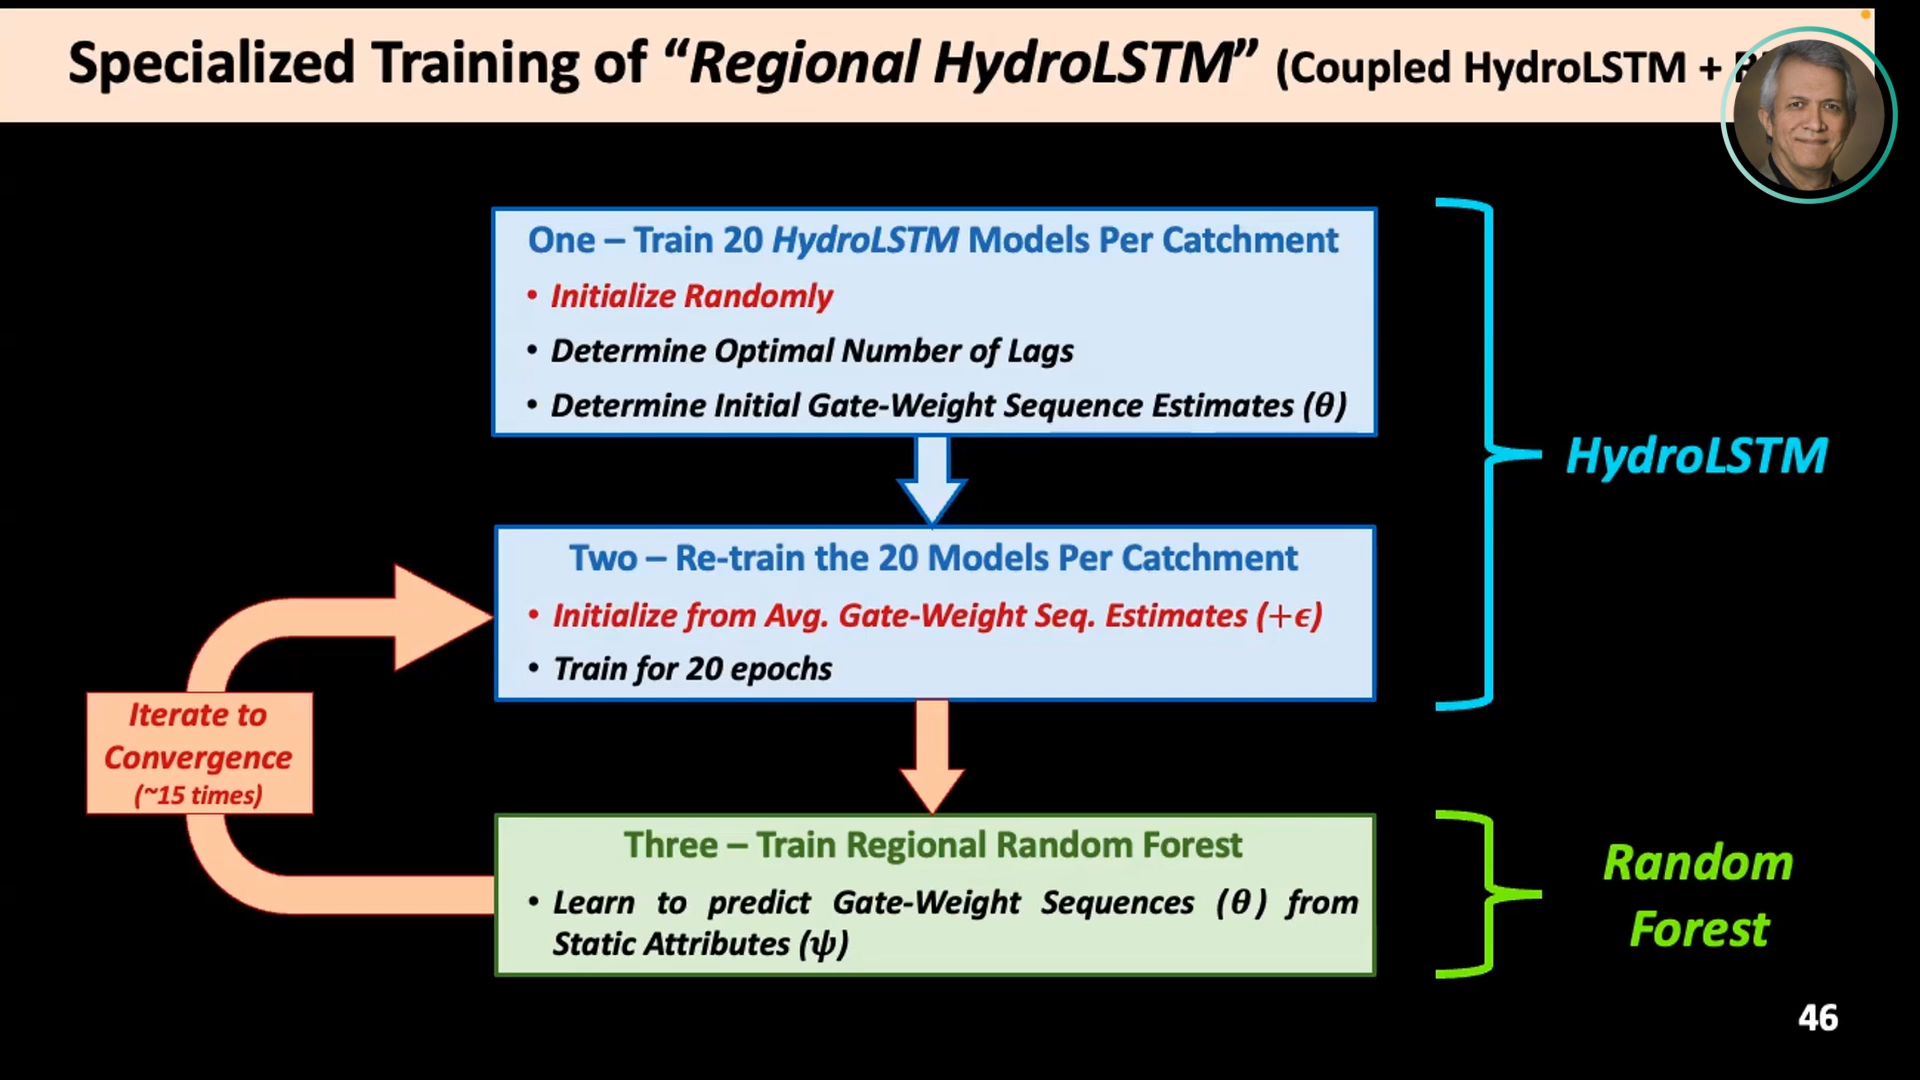 Specialized Training of “Regional HydroLSTM” (Coupled HydroLSTM +
One – Train 20 HydroLSTM Models Per Catchment
• Initialize Randomly
• Determine Optimal Number of Lags
• Determine Initial Gate-Weight Sequence Estimates (θ)
HydroLSTM
Two – Re-train the 20 Models Per Catchment
• Initialize from Avg. Gate-Weight Seq. Estimates (+ϵ)
• Train for 20 epochs
Iterate to
Convergence
(~15 times)
Three – Train Regional Random Forest
• Learn to predict Gate-Weight Sequences (θ) from
Static Attributes (ψ)
Random
Forest
46